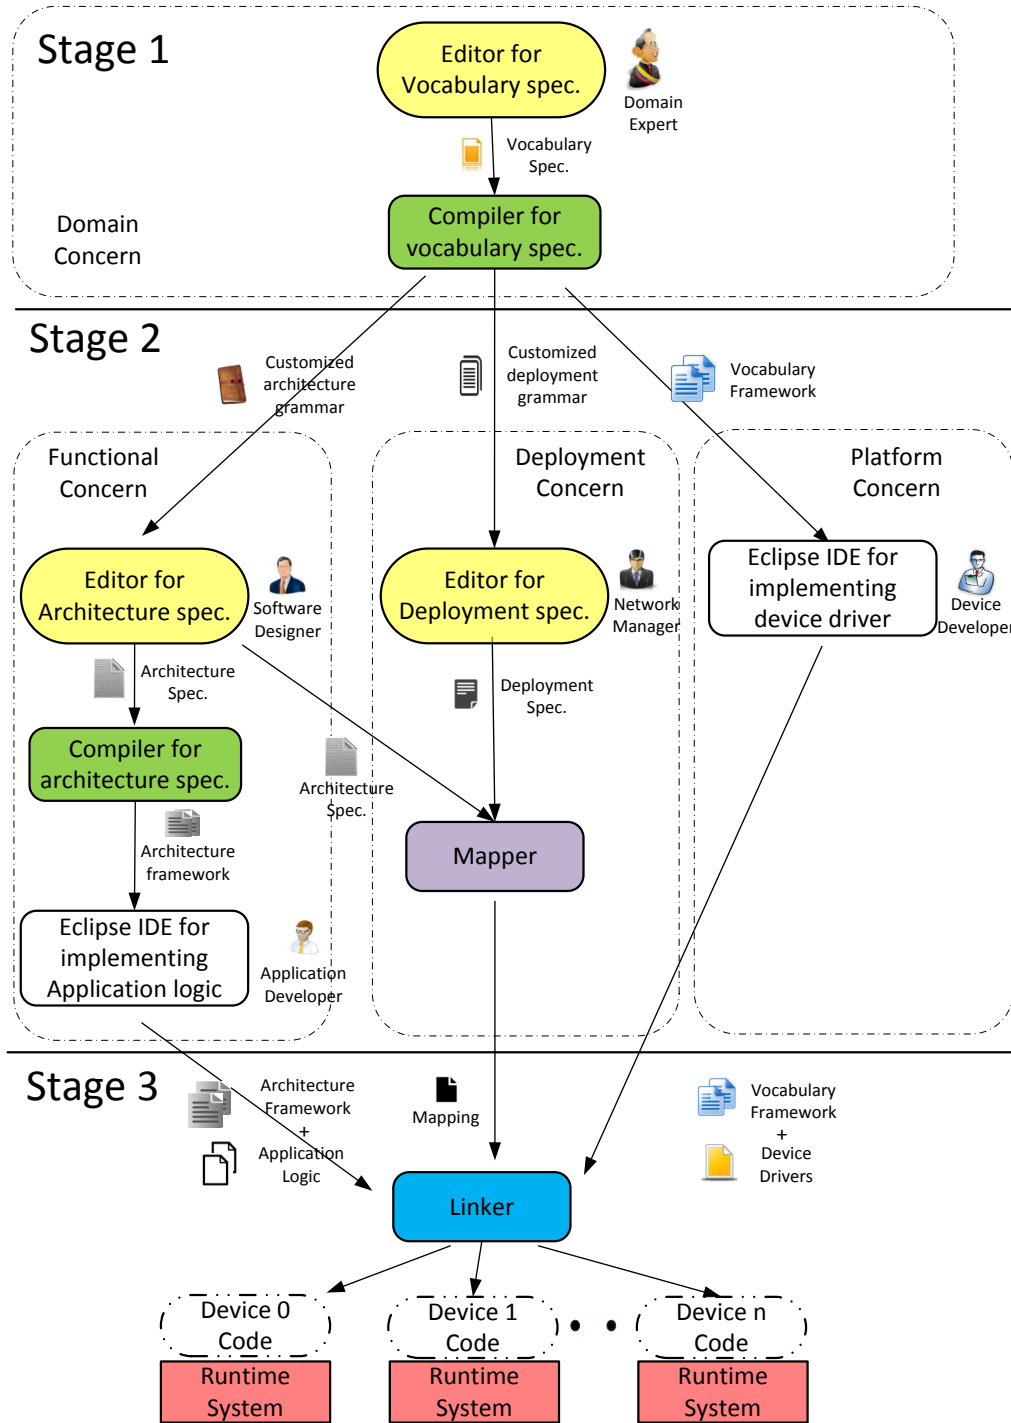 Stage 1
Editor for
Vocabulary spec.
Domain
Expert
Vocabulary
Spec.
Compiler for
vocabulary spec.
Domain
Concern
Stage 2
Customized
architecture
grammar
Customized
deployment
grammar
Vocabulary
Framework
Functional
Concern
Deployment
Concern
Platform
Concern
Editor for
Architecture spec.
Software
Designer
Editor for
Deployment spec.
Network
Manager
Eclipse IDE for
implementing
device driver
Device
Developer
Architecture
Spec.
Deployment
Spec.
Compiler for
architecture spec.
Architecture
Spec.
Architecture
framework
Mapper
Eclipse IDE for
implementing
Application logic
Application
Developer
Stage 3
Architecture
Framework
+
Application
Logic
Mapping
Vocabulary
Framework
+
Device
Drivers
Linker
Device 0
Code
Device 1
Code
Device n
Code
Runtime
System
Runtime
System
Runtime
System